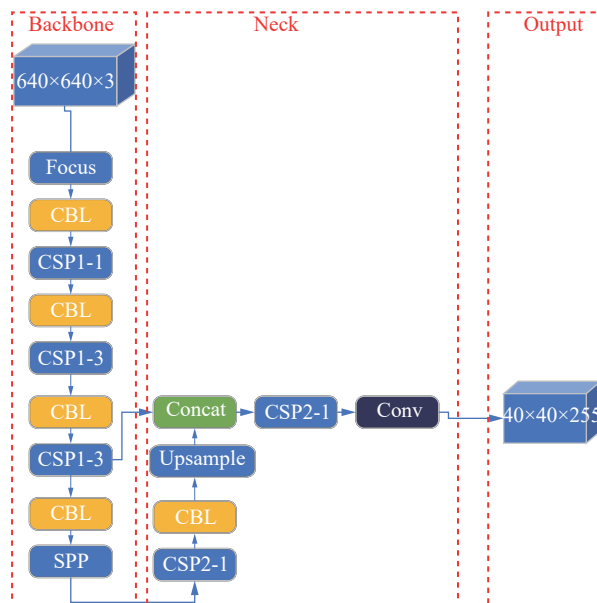 Backbone
Neck
Output
640×640×3
Focus
CBL
CSP1-1
CBL
CSP1-3
CBL
CSP1-3
CBL
SPP
Concat
CSP2-1
Conv
Upsample
CBL
CSP2-1
40×40×255